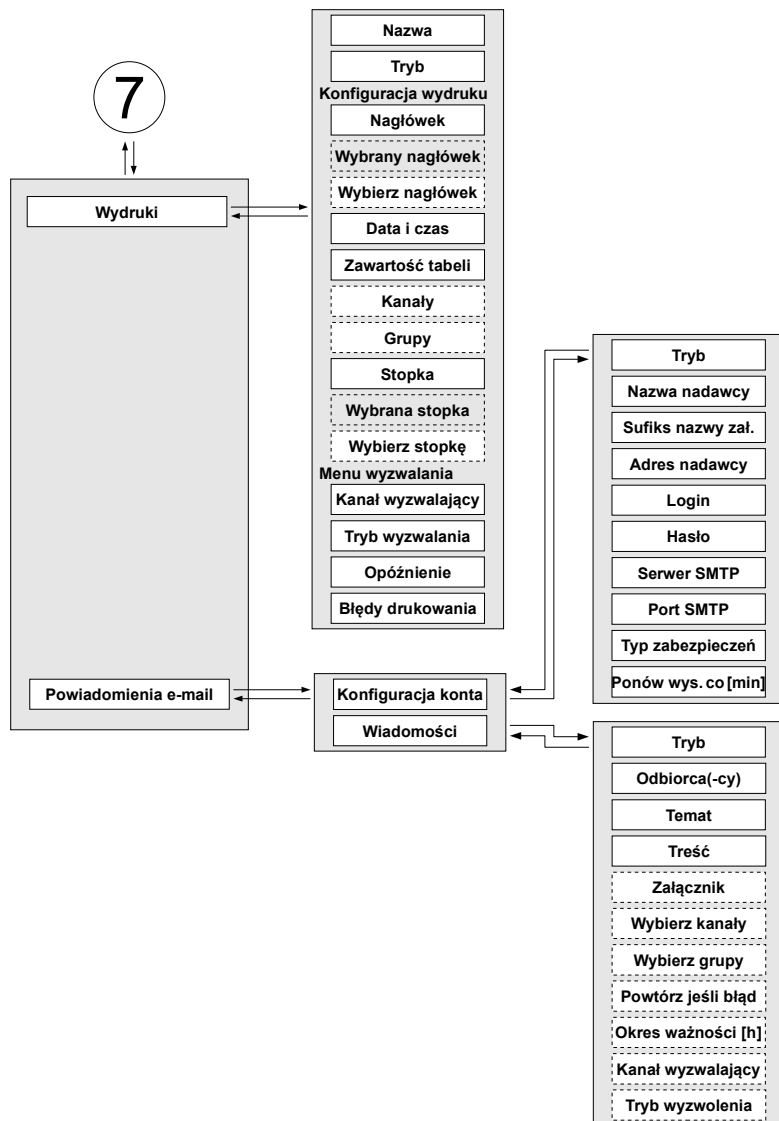 7
Wydruki
Powiadomienia e-mail
Nazwa
Tryb
Konfiguracja wydruku
Nagłówek
Wybrany nagłówek
Wybierz nagłówek
Data i czas
Zawartość tabeli
Kanały
Grupy
Stopka
Wybrana stopka
Wybierz stopkę
Menu wyzwalania
Kanał wyzwalający
Tryb wyzwalania
Opóźnienie
Błędy drukowania
Konfiguracja konta
Wiadomości
Tryb
Nazwa nadawcy
Sufiks nazwy zał.
Adres nadawcy
Login
Hasło
Serwer SMTP
Port SMTP
Typ zabezpieczeń
Ponów wys. co [min]
Tryb
Odbiorca(-cy)
Temat
Treść
Załącznik
Wybierz kanały
Wybierz grupy
Powtórz jeśli błąd
Okres ważności [h]
Kanał wyzwalający
Tryb wyzwolenia